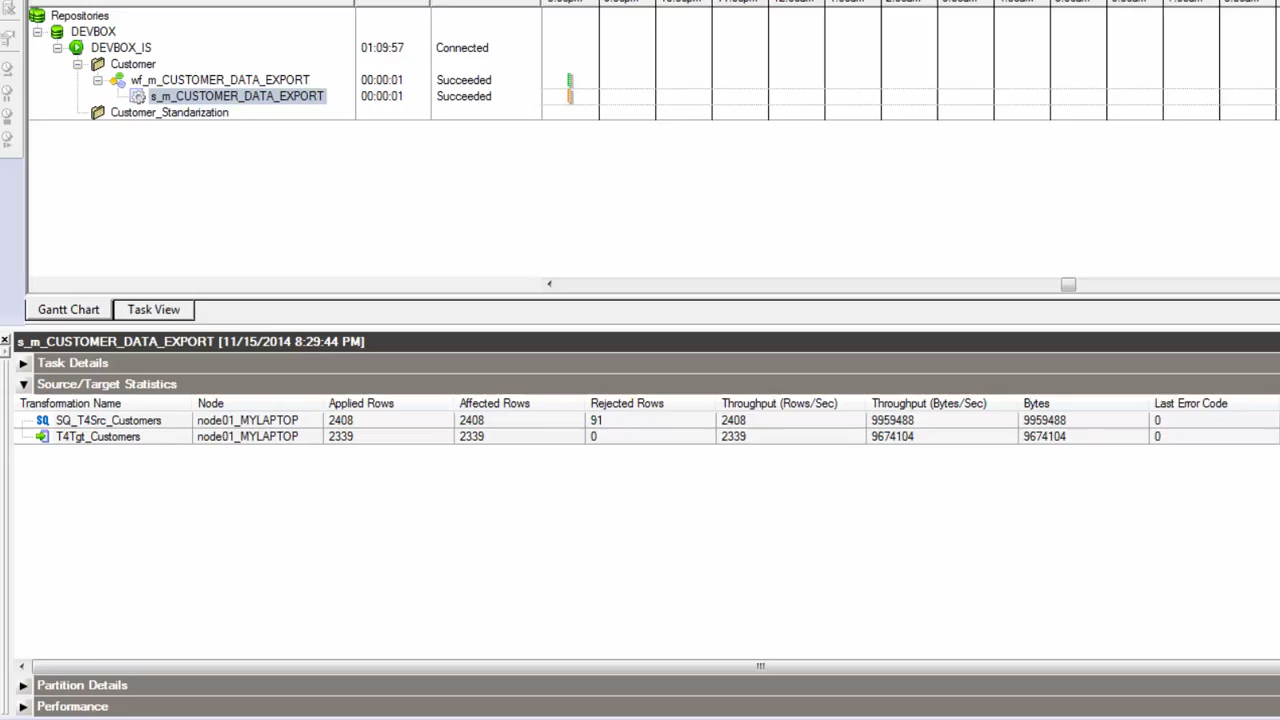 Repositories
DEVBOX
DEVBOX_IS 01:09:57 Connected
Customer
wf_m_CUSTOMER_DATA_EXPORT 00:00:01 Succeeded
s_m_CUSTOMER_DATA_EXPORT 00:00:01 Succeeded
Customer_Standarization
Gantt Chart Task View
s_m_CUSTOMER_DATA_EXPORT [11/15/2014 8:29:44 PM]
Task Details
Source/Target Statistics
Transformation Name Node Applied Rows Affected Rows Rejected Rows Throughput (Rows/Sec) Throughput (Bytes/Sec) Bytes Last Error Code
SQ_T4Src_Customers node01_MYLAPTOP 2408 2408 91 2408 9959488 9959488 0
T4Tgt_Customers node01_MYLAPTOP 2339 2339 0 2339 9674104 9674104 0
Partition Details
Performance